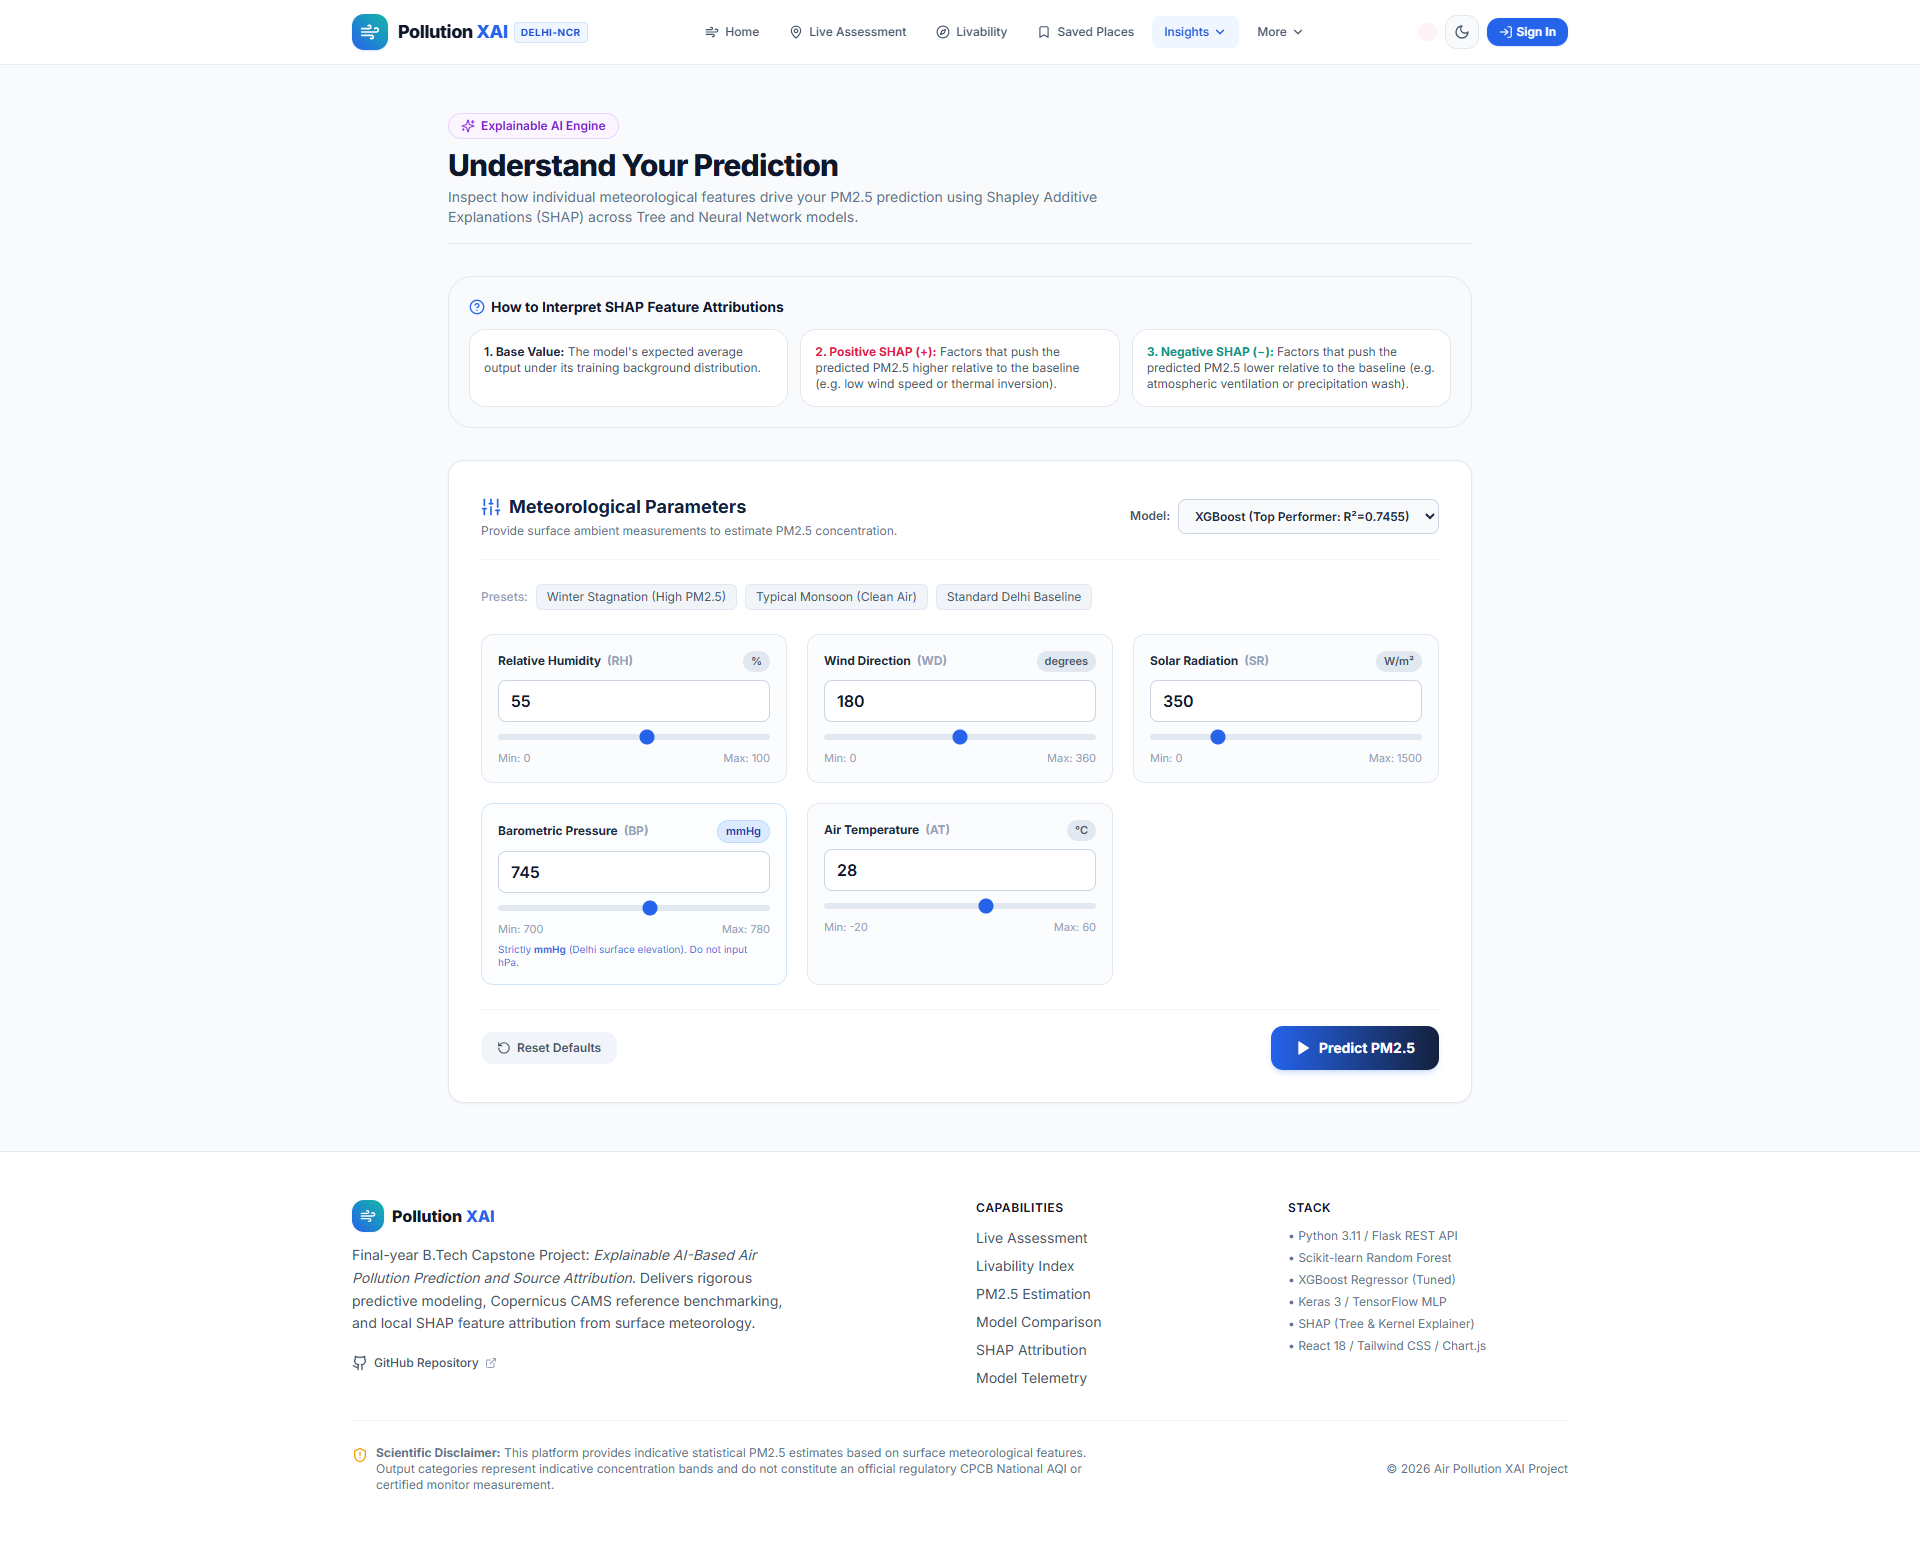 Pollution XAI DELHI-NCR Home Live Assessment Livability Saved Places Insights More Sign In
Explainable AI Engine
Understand Your Prediction
Inspect how individual meteorological features drive your PM2.5 prediction using Shapley Additive
Explanations (SHAP) across Tree and Neural Network models.
How to Interpret SHAP Feature Attributions
1. Base Value: The model's expected average
output under its training background distribution.
2. Positive SHAP (+): Factors that push the
predicted PM2.5 higher relative to the baseline
(e.g. low wind speed or thermal inversion).
3. Negative SHAP (−): Factors that push the
predicted PM2.5 lower relative to the baseline (e.g.
atmospheric ventilation or precipitation wash).
Meteorological Parameters
Provide surface ambient measurements to estimate PM2.5 concentration.
Model: XGBoost (Top Performer: R²=0.7455)
Presets: Winter Stagnation (High PM2.5) Typical Monsoon (Clean Air) Standard Delhi Baseline
Relative Humidity (RH) %
55
Min: 0 Max: 100
Wind Direction (WD) degrees
180
Min: 0 Max: 360
Solar Radiation (SR) W/m²
350
Min: 0 Max: 1500
Barometric Pressure (BP) mmHg
745
Min: 700 Max: 780
Strictly mmHg (Delhi surface elevation). Do not input
hPa.
Air Temperature (AT) °C
28
Min: -20 Max: 60
Reset Defaults
Predict PM2.5
Pollution XAI
Final-year B.Tech Capstone Project: Explainable AI-Based Air
Pollution Prediction and Source Attribution. Delivers rigorous
predictive modeling, Copernicus CAMS reference benchmarking,
and local SHAP feature attribution from surface meteorology.
GitHub Repository
CAPABILITIES
Live Assessment
Livability Index
PM2.5 Estimation
Model Comparison
SHAP Attribution
Model Telemetry
STACK
• Python 3.11 / Flask REST API
• Scikit-learn Random Forest
• XGBoost Regressor (Tuned)
• Keras 3 / TensorFlow MLP
• SHAP (Tree & Kernel Explainer)
• React 18 / Tailwind CSS / Chart.js
Scientific Disclaimer: This platform provides indicative statistical PM2.5 estimates based on surface meteorological features.
Output categories represent indicative concentration bands and do not constitute an official regulatory CPCB National AQI or
certified monitor measurement.
© 2026 Air Pollution XAI Project